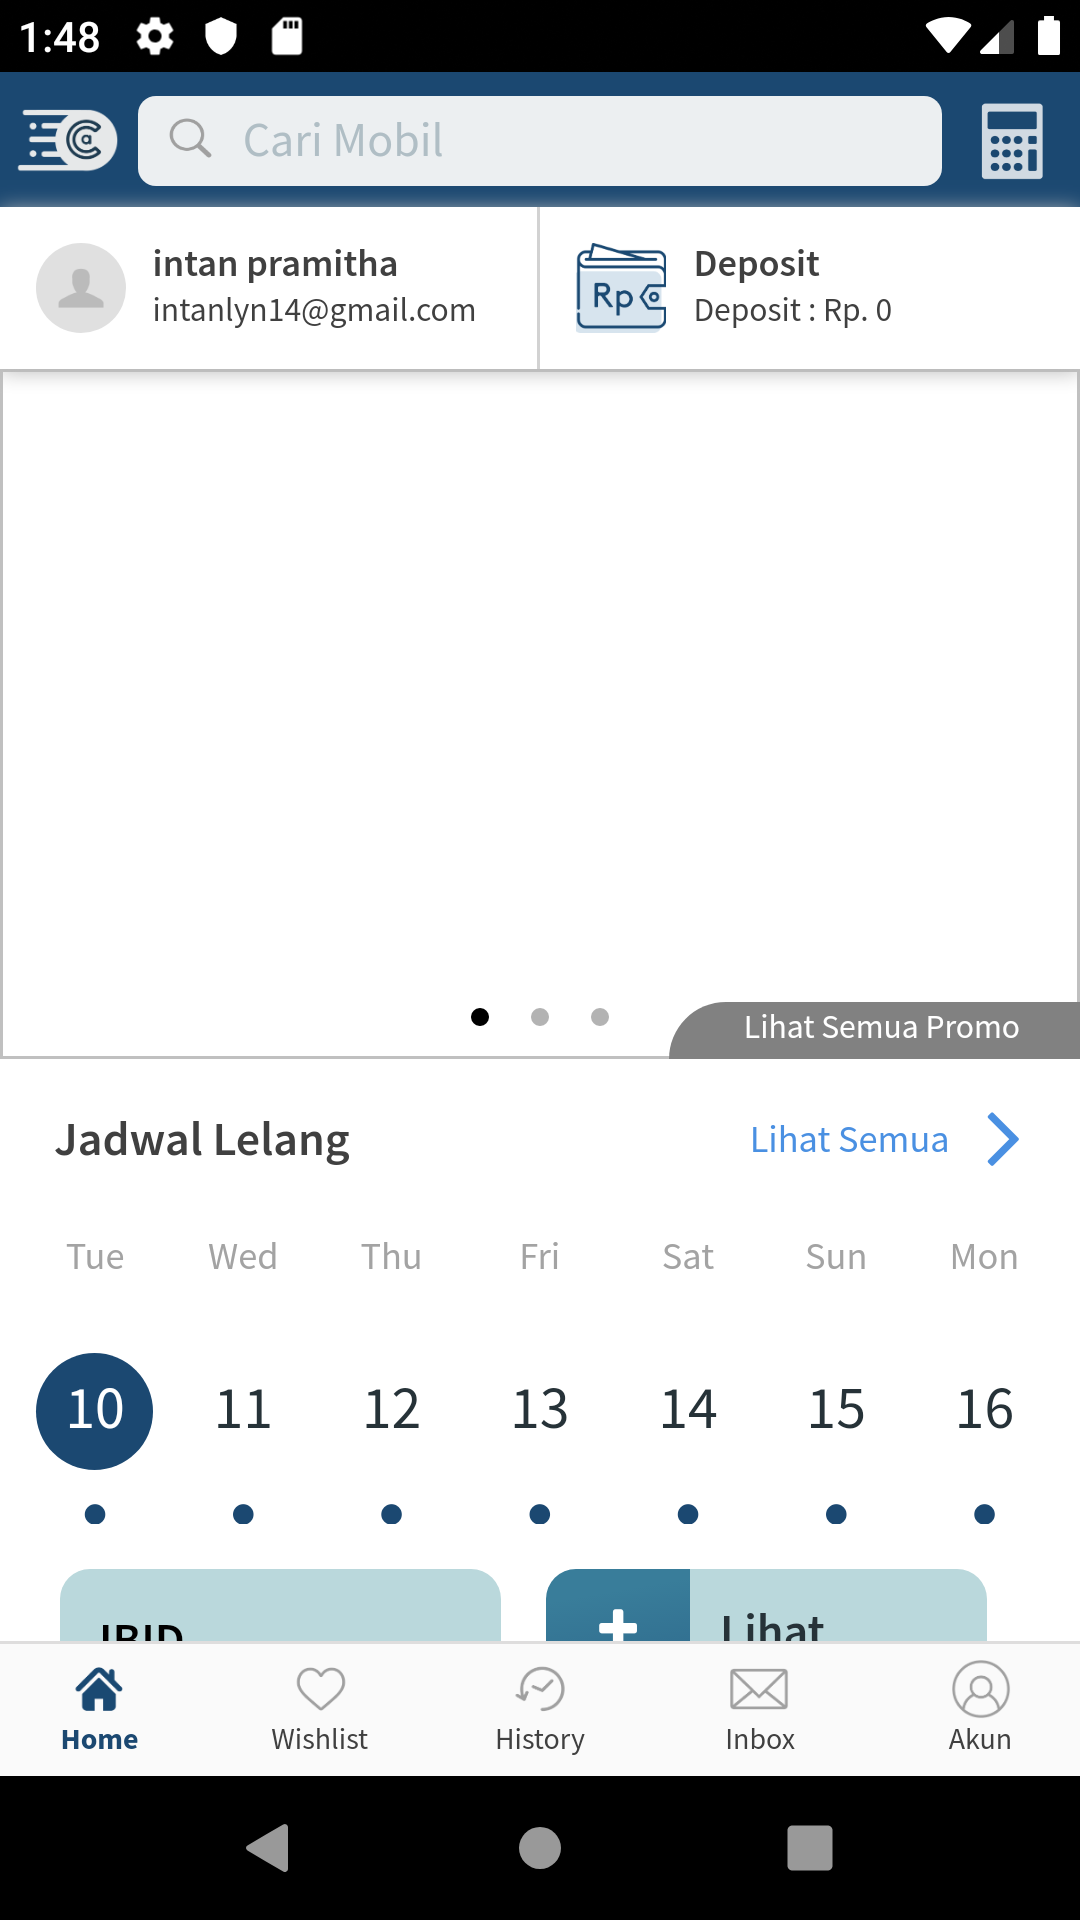 1:48
Cari Mobil
intan pramitha
intanlyn14@gmail.com
Deposit
Deposit : Rp. 0
Rp
Lihat Semua Promo
Jadwal Lelang
Lihat Semua
Tue Wed Thu Fri Sat Sun Mon
10 11 12 13 14 15 16
IBID
Lihat
Home Wishlist History Inbox Akun